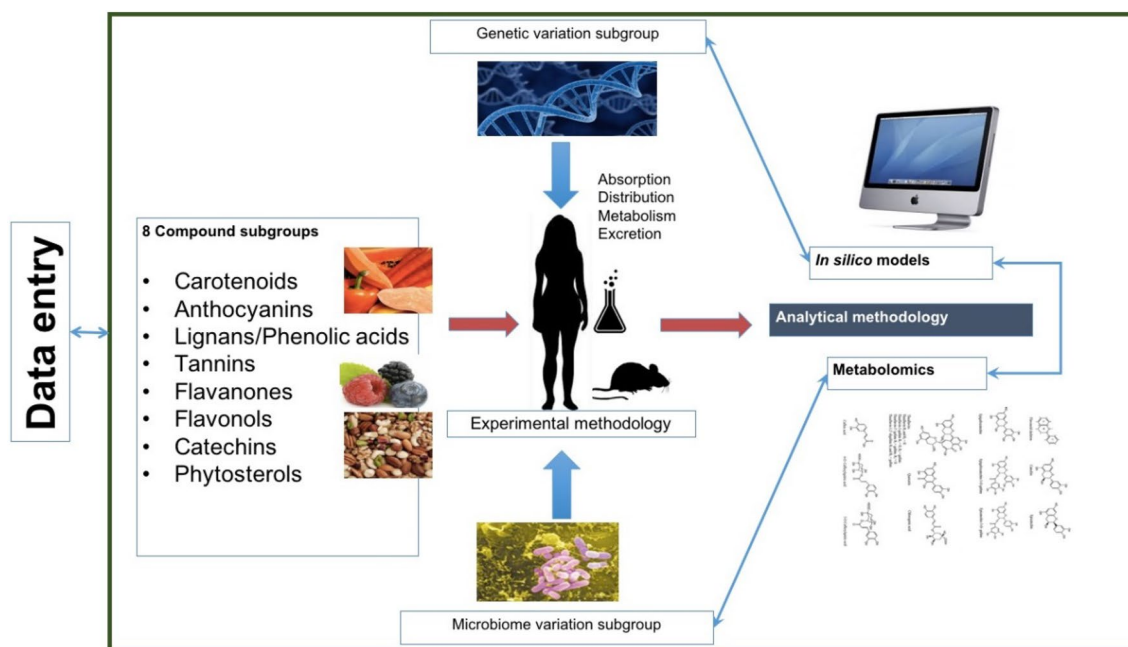 Genetic variation subgroup
Absorption
Distribution
Metabolism
Excretion
Data entry
8 Compound subgroups
• Carotenoids
• Anthocyanins
• Lignans/Phenolic acids
• Tannins
• Flavanones
• Flavonols
• Catechins
• Phytosterols
Experimental methodology
In silico models
Analytical methodology
Metabolomics
Microbiome variation subgroup